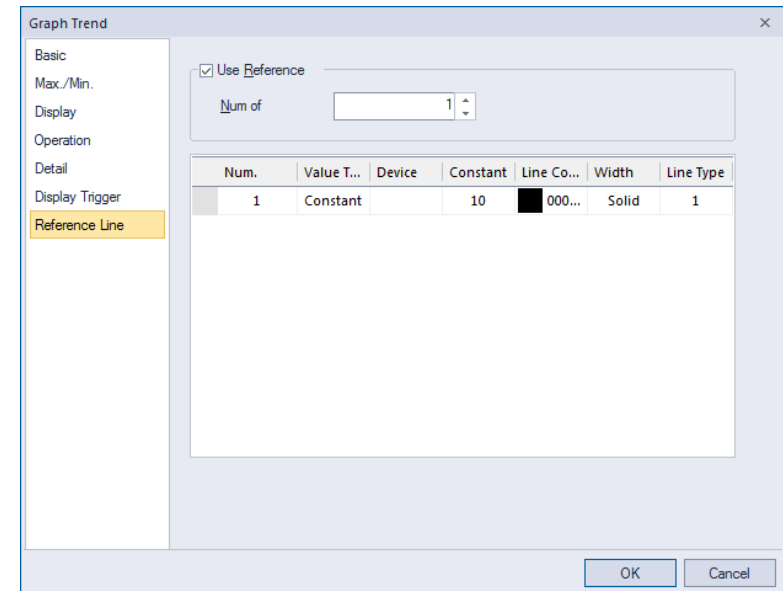 Graph Trend
Basic
Max./Min.
Display
Operation
Detail
Display Trigger
Reference Line
Use Reference
Num of 1
Num. Value T... Device Constant Line Co... Width Line Type
1 Constant 10 000... Solid 1
OK Cancel